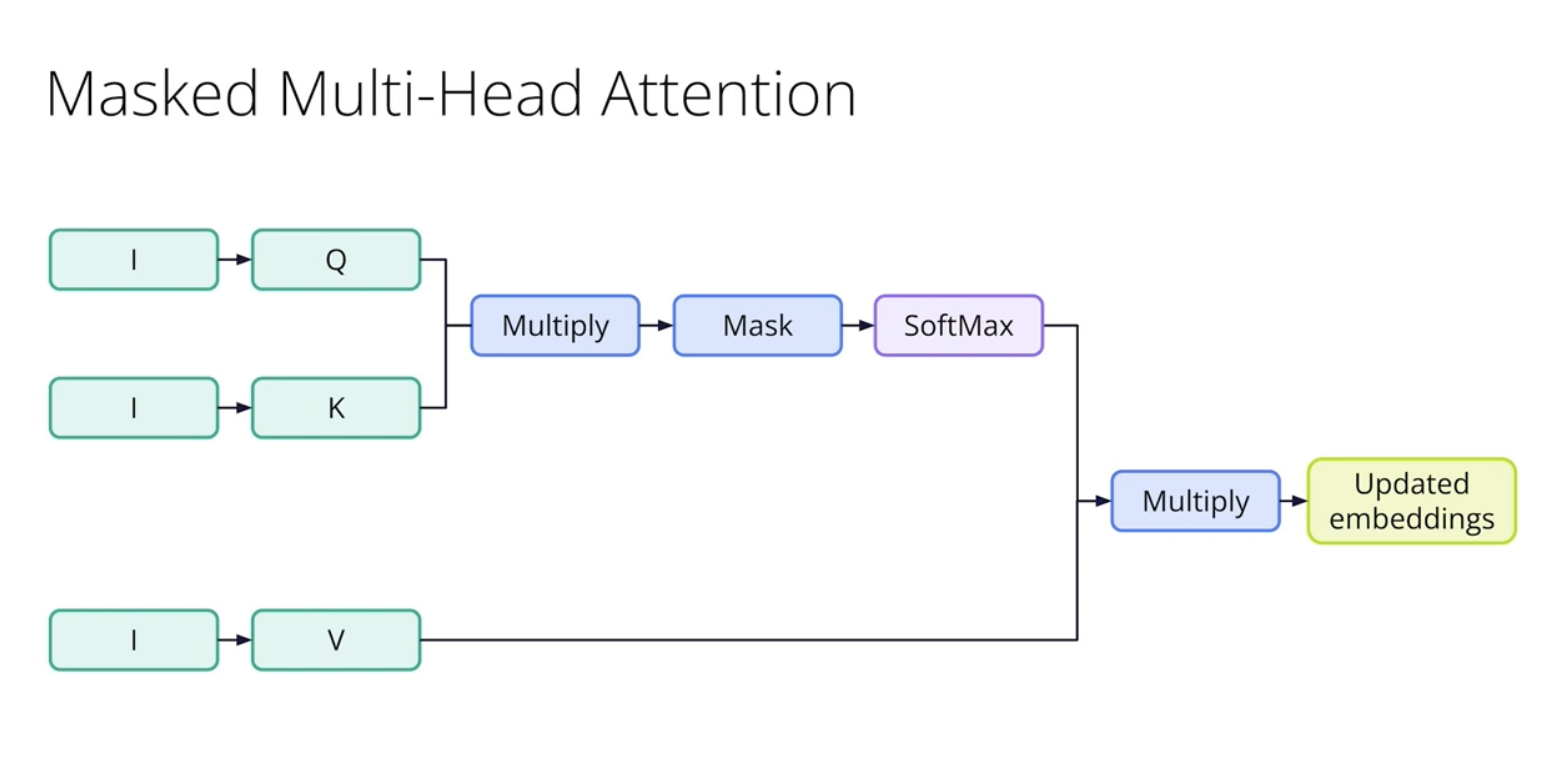 Masked Multi-Head Attention
I
Q
Multiply
Mask
SoftMax
I
K
Multiply
Updated
embeddings
I
V